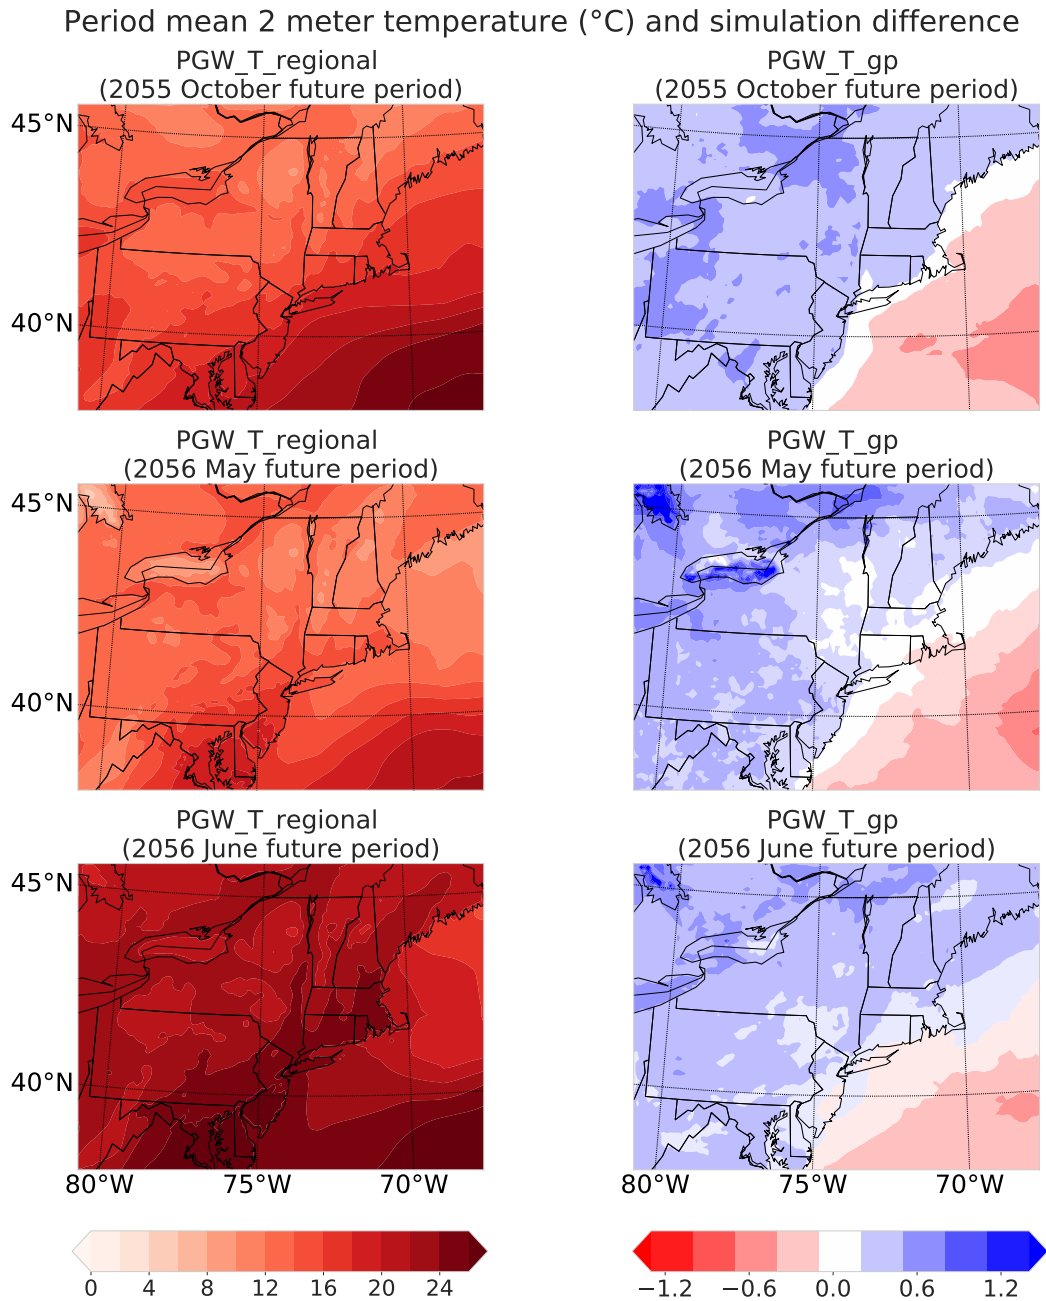 Period mean 2 meter temperature (°C) and simulation difference
PGW_T_regional
(2055 October future period)
PGW_T_gp
(2055 October future period)
45°N
40°N
PGW_T_regional
(2056 May future period)
PGW_T_gp
(2056 May future period)
45°N
40°N
PGW_T_regional
(2056 June future period)
PGW_T_gp
(2056 June future period)
45°N
40°N
80°W 75°W 70°W
80°W 75°W 70°W
0 4 8 12 16 20 24
−1.2 −0.6 0.0 0.6 1.2